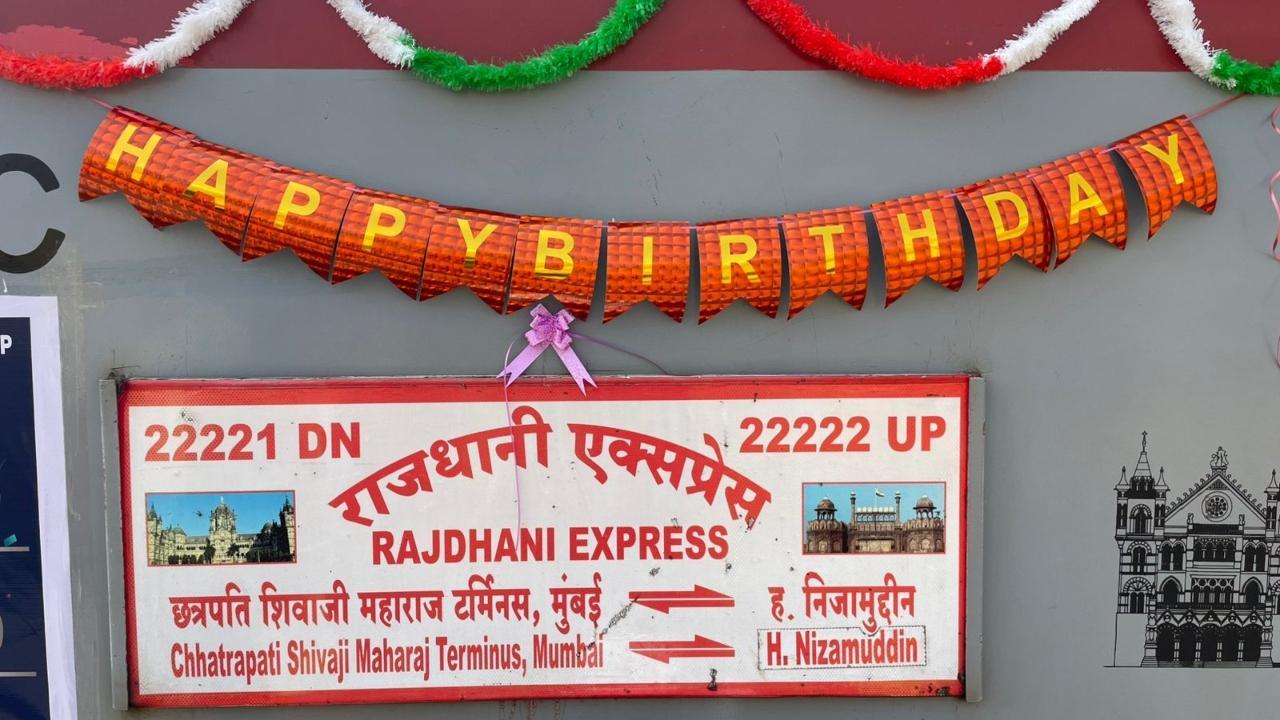 C
HAPPY BIRTHDAY
P
22221 DN
राजधानी एक्सप्रेस
22222 UP
RAJDHANI EXPRESS
छत्रपति शिवाजी महाराज टर्मिनस, मुंबई
ह. निजामुद्दीन
Chhatrapati Shivaji Maharaj Terminus, Mumbai
H. Nizamuddin